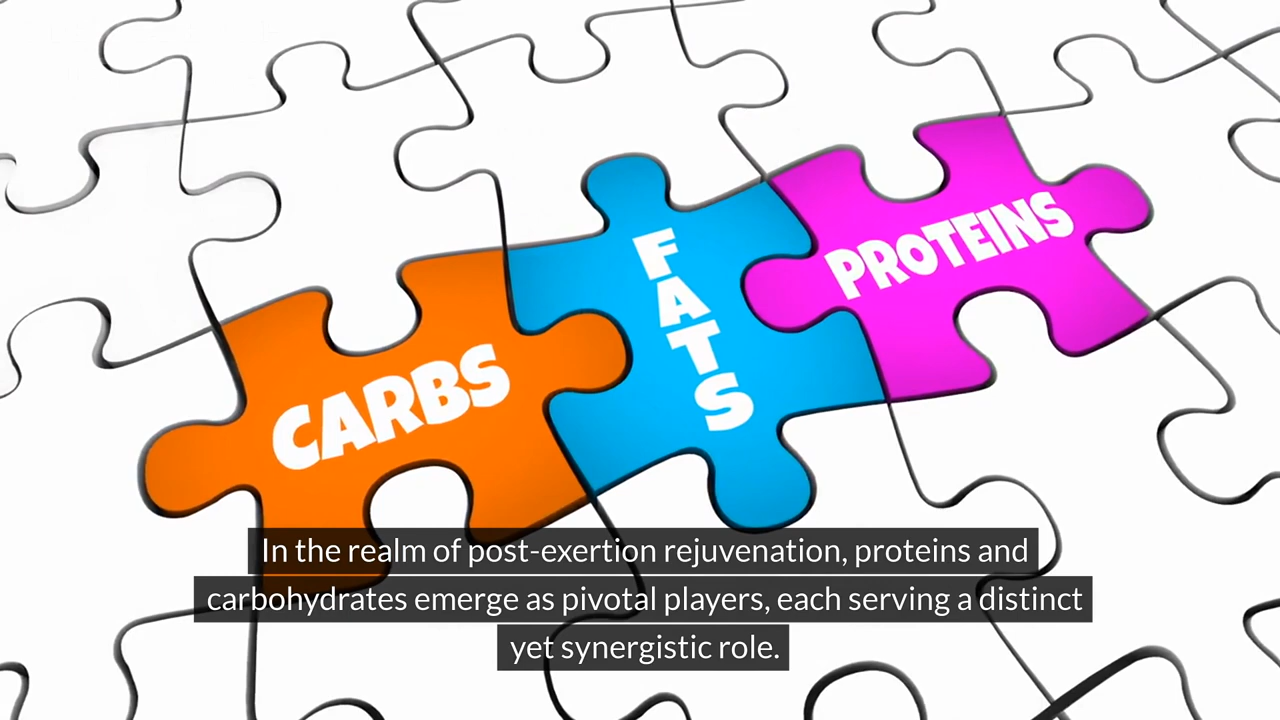 CARBS
FATS
PROTEINS
In the realm of post-exertion rejuvenation, proteins and
carbohydrates emerge as pivotal players, each serving a distinct
yet synergistic role.